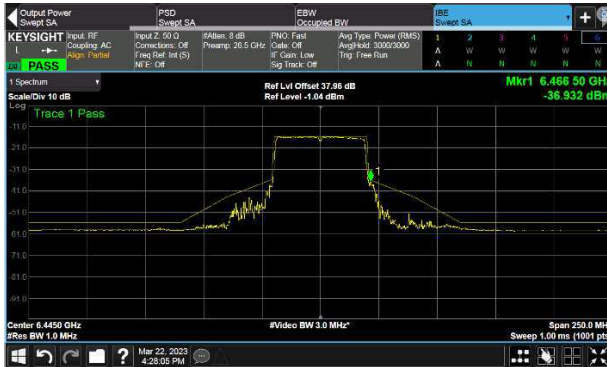 Output Power
Swept SA
PSD
Swept SA
EBW
Occupied BW
IBE
Swept SA
KEYSIGHT
Input: RF
Coupling: AC
Align: Partial
Input Z: 50 Ω
Corrections: Off
Freq Ref: Int (S)
NFE: Off
#Atten: 8 dB
Preamp: 26.5 GHz
PNO: Fast
Gate: Off
IF Gain: Low
Sig Track: Off
Avg Type: Power (RMS)
Avg|Hold: 3000/3000
Trig: Free Run
1 2 3 4 5 6
A W W W W W
A N N N N N
L
PASS
1 Spectrum
Scale/Div 10 dB
Ref Lvl Offset 37.96 dB
Ref Level -1.04 dBm
Mkr1 6.466 50 GHz
-36.932 dBm
Log
Trace 1 Pass
-11.0
-21.0
-31.0
-41.0
-51.0
-61.0
-71.0
-81.0
-91.0
1
Center 6.4450 GHz
#Res BW 1.0 MHz
#Video BW 3.0 MHz*
Span 250.0 MH
Sweep 1.00 ms (1001 pts
Mar 22, 2023
4:28:05 PM